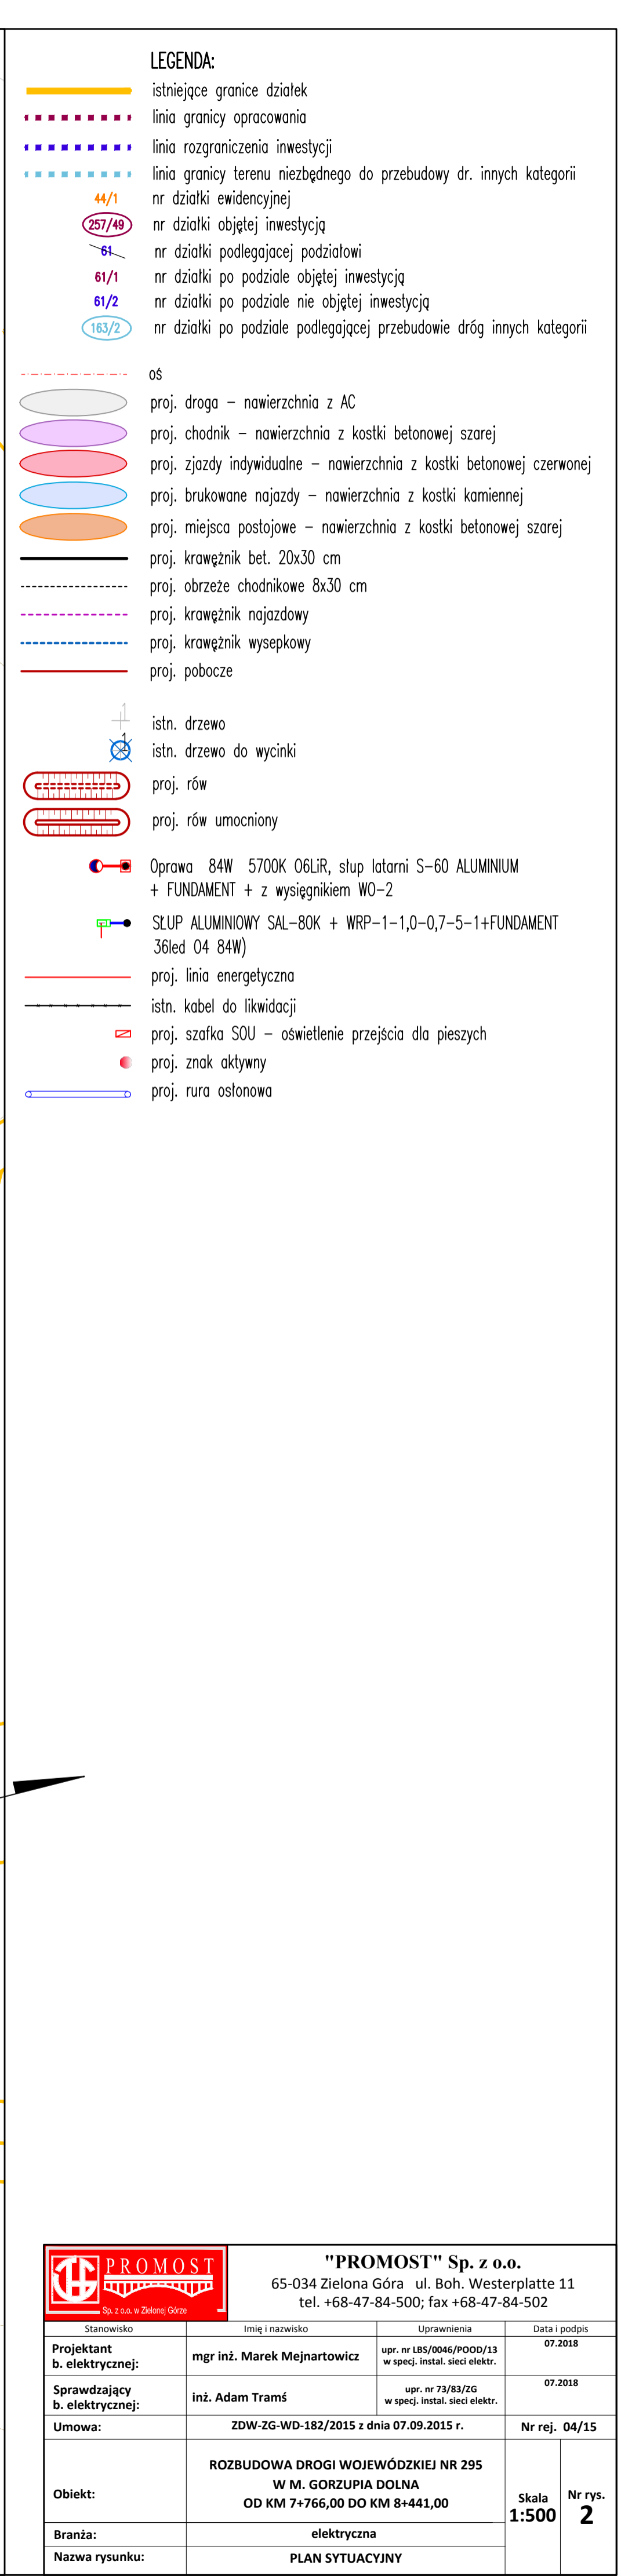 LEGENDA:
istniejące granice działek
linia granicy opracowania
linia rozgraniczenia inwestycji
linia granicy terenu niezbędnego do przebudowy dr. innych kategorii
44/1 nr działki ewidencyjnej
257/49 nr działki objętej inwestycją
61 nr działki podlegajacej podziałowi
61/1 nr działki po podziale objętej inwestycją
61/2 nr działki po podziale nie objętej inwestycją
163/2 nr działki po podziale podlegającej przebudowie dróg innych kategorii
oś
proj. droga – nawierzchnia z AC
proj. chodnik – nawierzchnia z kostki betonowej szarej
proj. zjazdy indywidualne – nawierzchnia z kostki betonowej czerwonej
proj. brukowane najazdy – nawierzchnia z kostki kamiennej
proj. miejsca postojowe – nawierzchnia z kostki betonowej szarej
proj. krawężnik bet. 20x30 cm
proj. obrzeże chodnikowe 8x30 cm
proj. krawężnik najazdowy
proj. krawężnik wysepkowy
proj. pobocze
1 istn. drzewo
1 istn. drzewo do wycinki
proj. rów
proj. rów umocniony
Oprawa 84W 5700K O6LiR, słup latarni S-60 ALUMINIUM
+ FUNDAMENT + z wysięgnikiem WO-2
SŁUP ALUMINIOWY SAL-80K + WRP-1-1,0-0,7-5-1+FUNDAMENT
36led O4 84W)
proj. linia energetyczna
istn. kabel do likwidacji
proj. szafka SOU – oświetlenie przejścia dla pieszych
proj. znak aktywny
proj. rura osłonowa
PROMOST
Sp. z o.o. w Zielonej Górze
"PROMOST" Sp. z o.o.
65-034 Zielona Góra ul. Boh. Westerplatte 11
tel. +68-47-84-500; fax +68-47-84-502
Stanowisko Imię i nazwisko Uprawnienia Data i podpis
Projektant
b. elektrycznej:
mgr inż. Marek Mejnartowicz
upr. nr LBS/0046/POOD/13
w specj. instal. sieci elektr.
07.2018
Sprawdzający
b. elektrycznej:
inż. Adam Tramś
upr. nr 73/83/ZG
w specj. instal. sieci elektr.
07.2018
Umowa: ZDW-ZG-WD-182/2015 z dnia 07.09.2015 r. Nr rej. 04/15
Obiekt:
ROZBUDOWA DROGI WOJEWÓDZKIEJ NR 295
W M. GORZUPIA DOLNA
OD KM 7+766,00 DO KM 8+441,00
Skala
1:500
Nr rys.
2
Branża: elektryczna
Nazwa rysunku: PLAN SYTUACYJNY